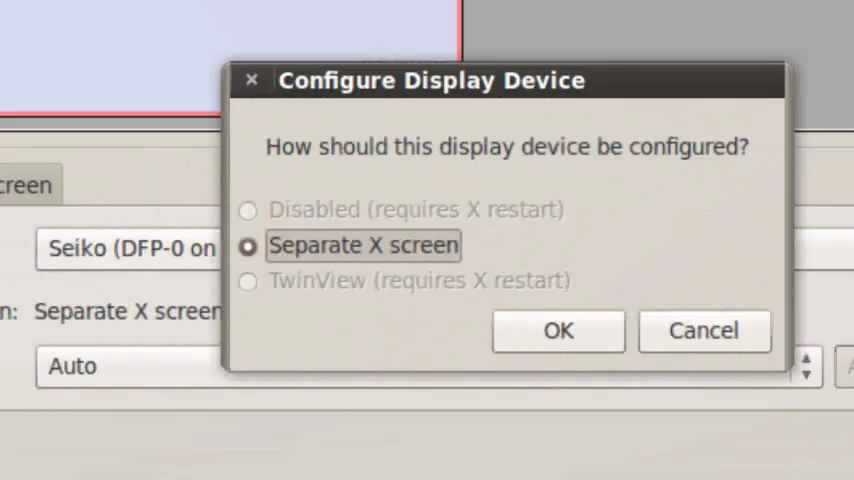 Configure Display Device
How should this display device be configured?
creen
Disabled (requires X restart)
Seiko (DFP-0 on
Separate X screen
TwinView (requires X restart)
n: Separate X screen
OK Cancel
Auto